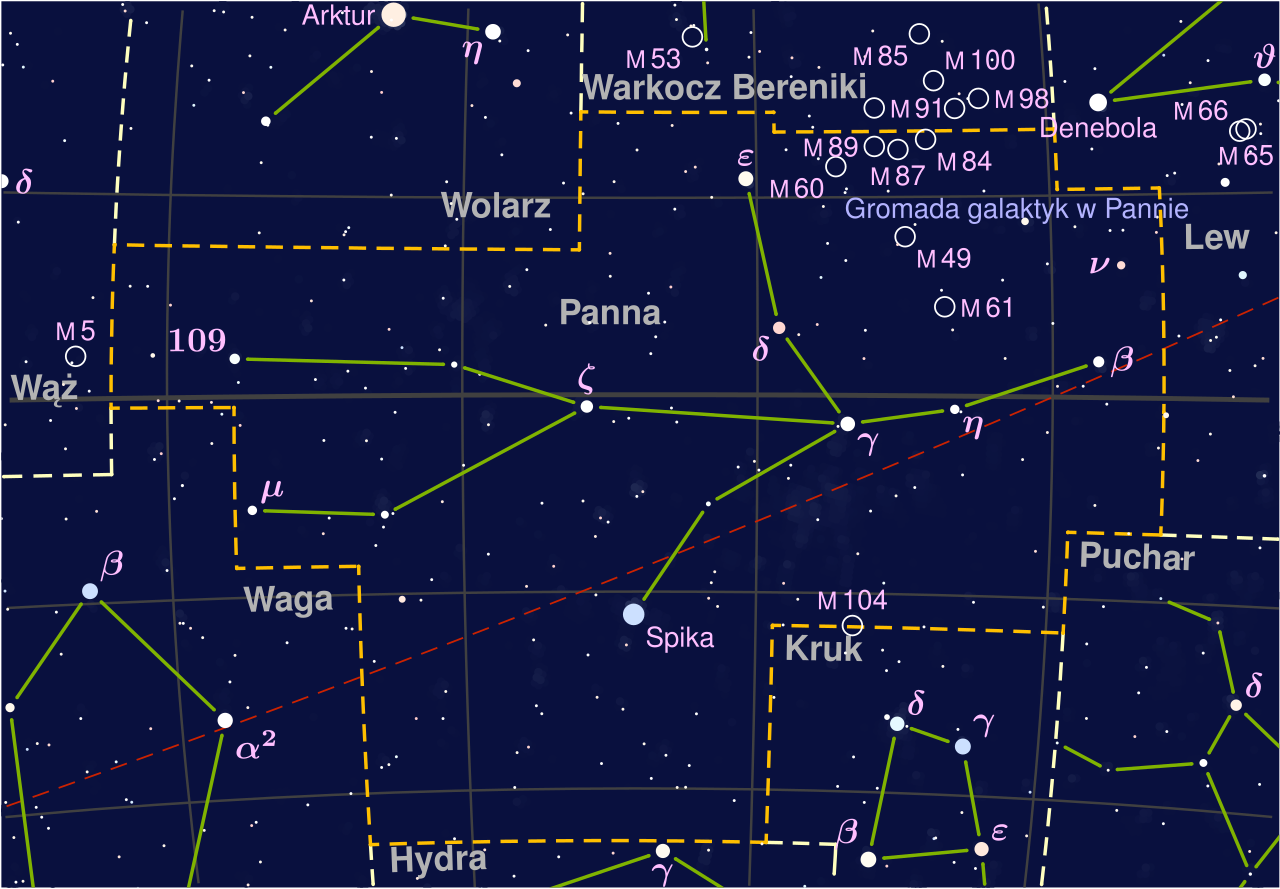 Arktur
η
M 53
M 85
M 100
ϑ
Warkocz Bereniki
M 91
M 98
M 66
Denebola
M 89
M 84
M 65
ε
M 60
M 87
δ
Wolarz
Gromada galaktyk w Pannie
Lew
M 49
ν
Panna
M 61
M 5
109
δ
β
Wąż
ζ
γ
η
μ
β
Puchar
Waga
M 104
Spika
Kruk
δ
δ
γ
α²
β
ε
Hydra
γ